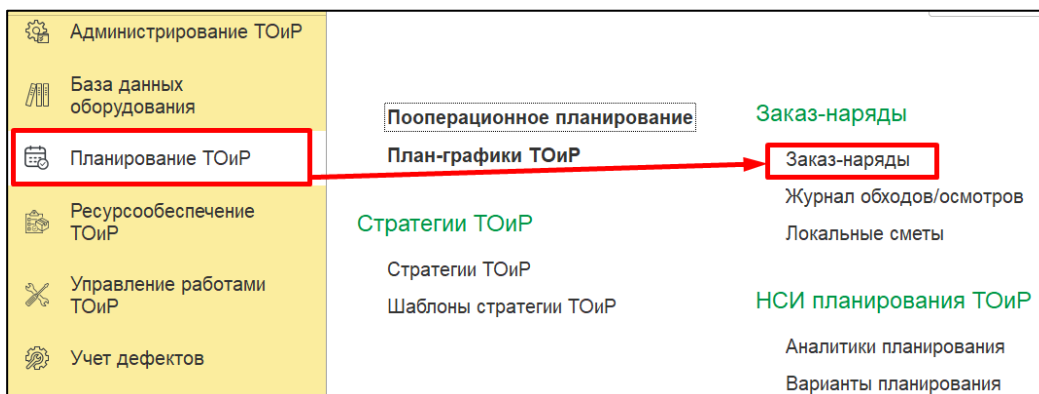 Администрирование ТОиР
База данных
оборудования
Планирование ТОиР
Ресурсообеспечение
ТОиР
Управление работами
ТОиР
Учет дефектов
Пооперационное планирование
План-графики ТОиР
Стратегии ТОиР
Стратегии ТОиР
Шаблоны стратегии ТОиР
Заказ-наряды
Заказ-наряды
Журнал обходов/осмотров
Локальные сметы
НСИ планирования ТОиР
Аналитики планирования
Варианты планирования